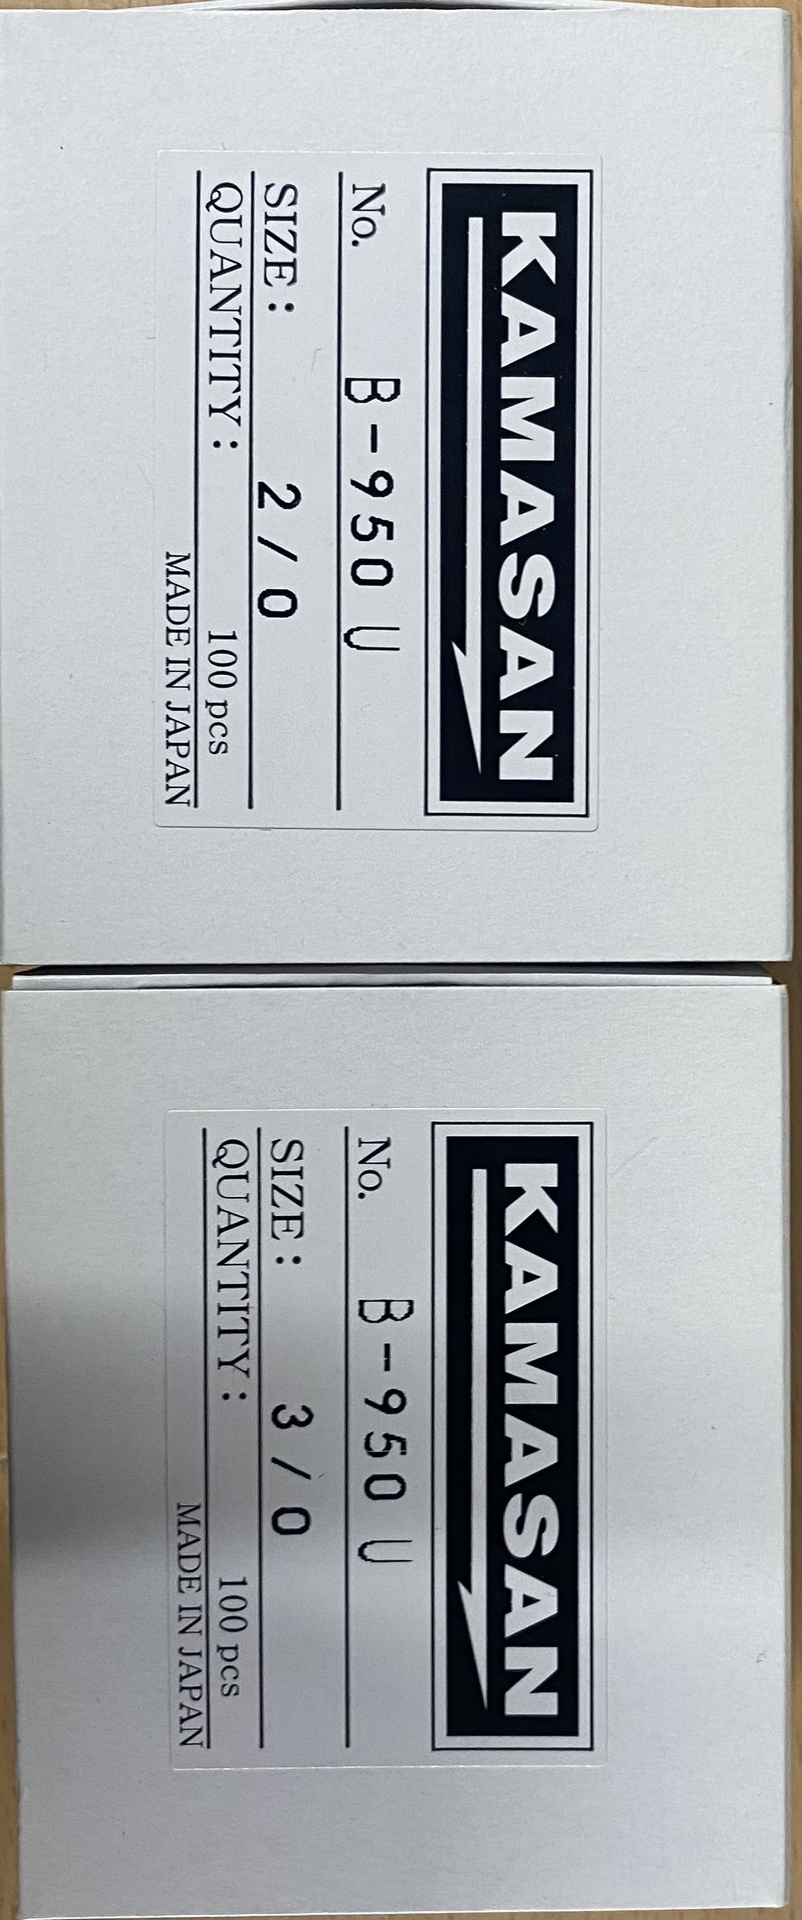 KAMASAN
No. B-950 U
SIZE: 2/0
QUANTITY: 100 pcs
MADE IN JAPAN
KAMASAN
No. B-950 U
SIZE: 3/0
QUANTITY: 100 pcs
MADE IN JAPAN